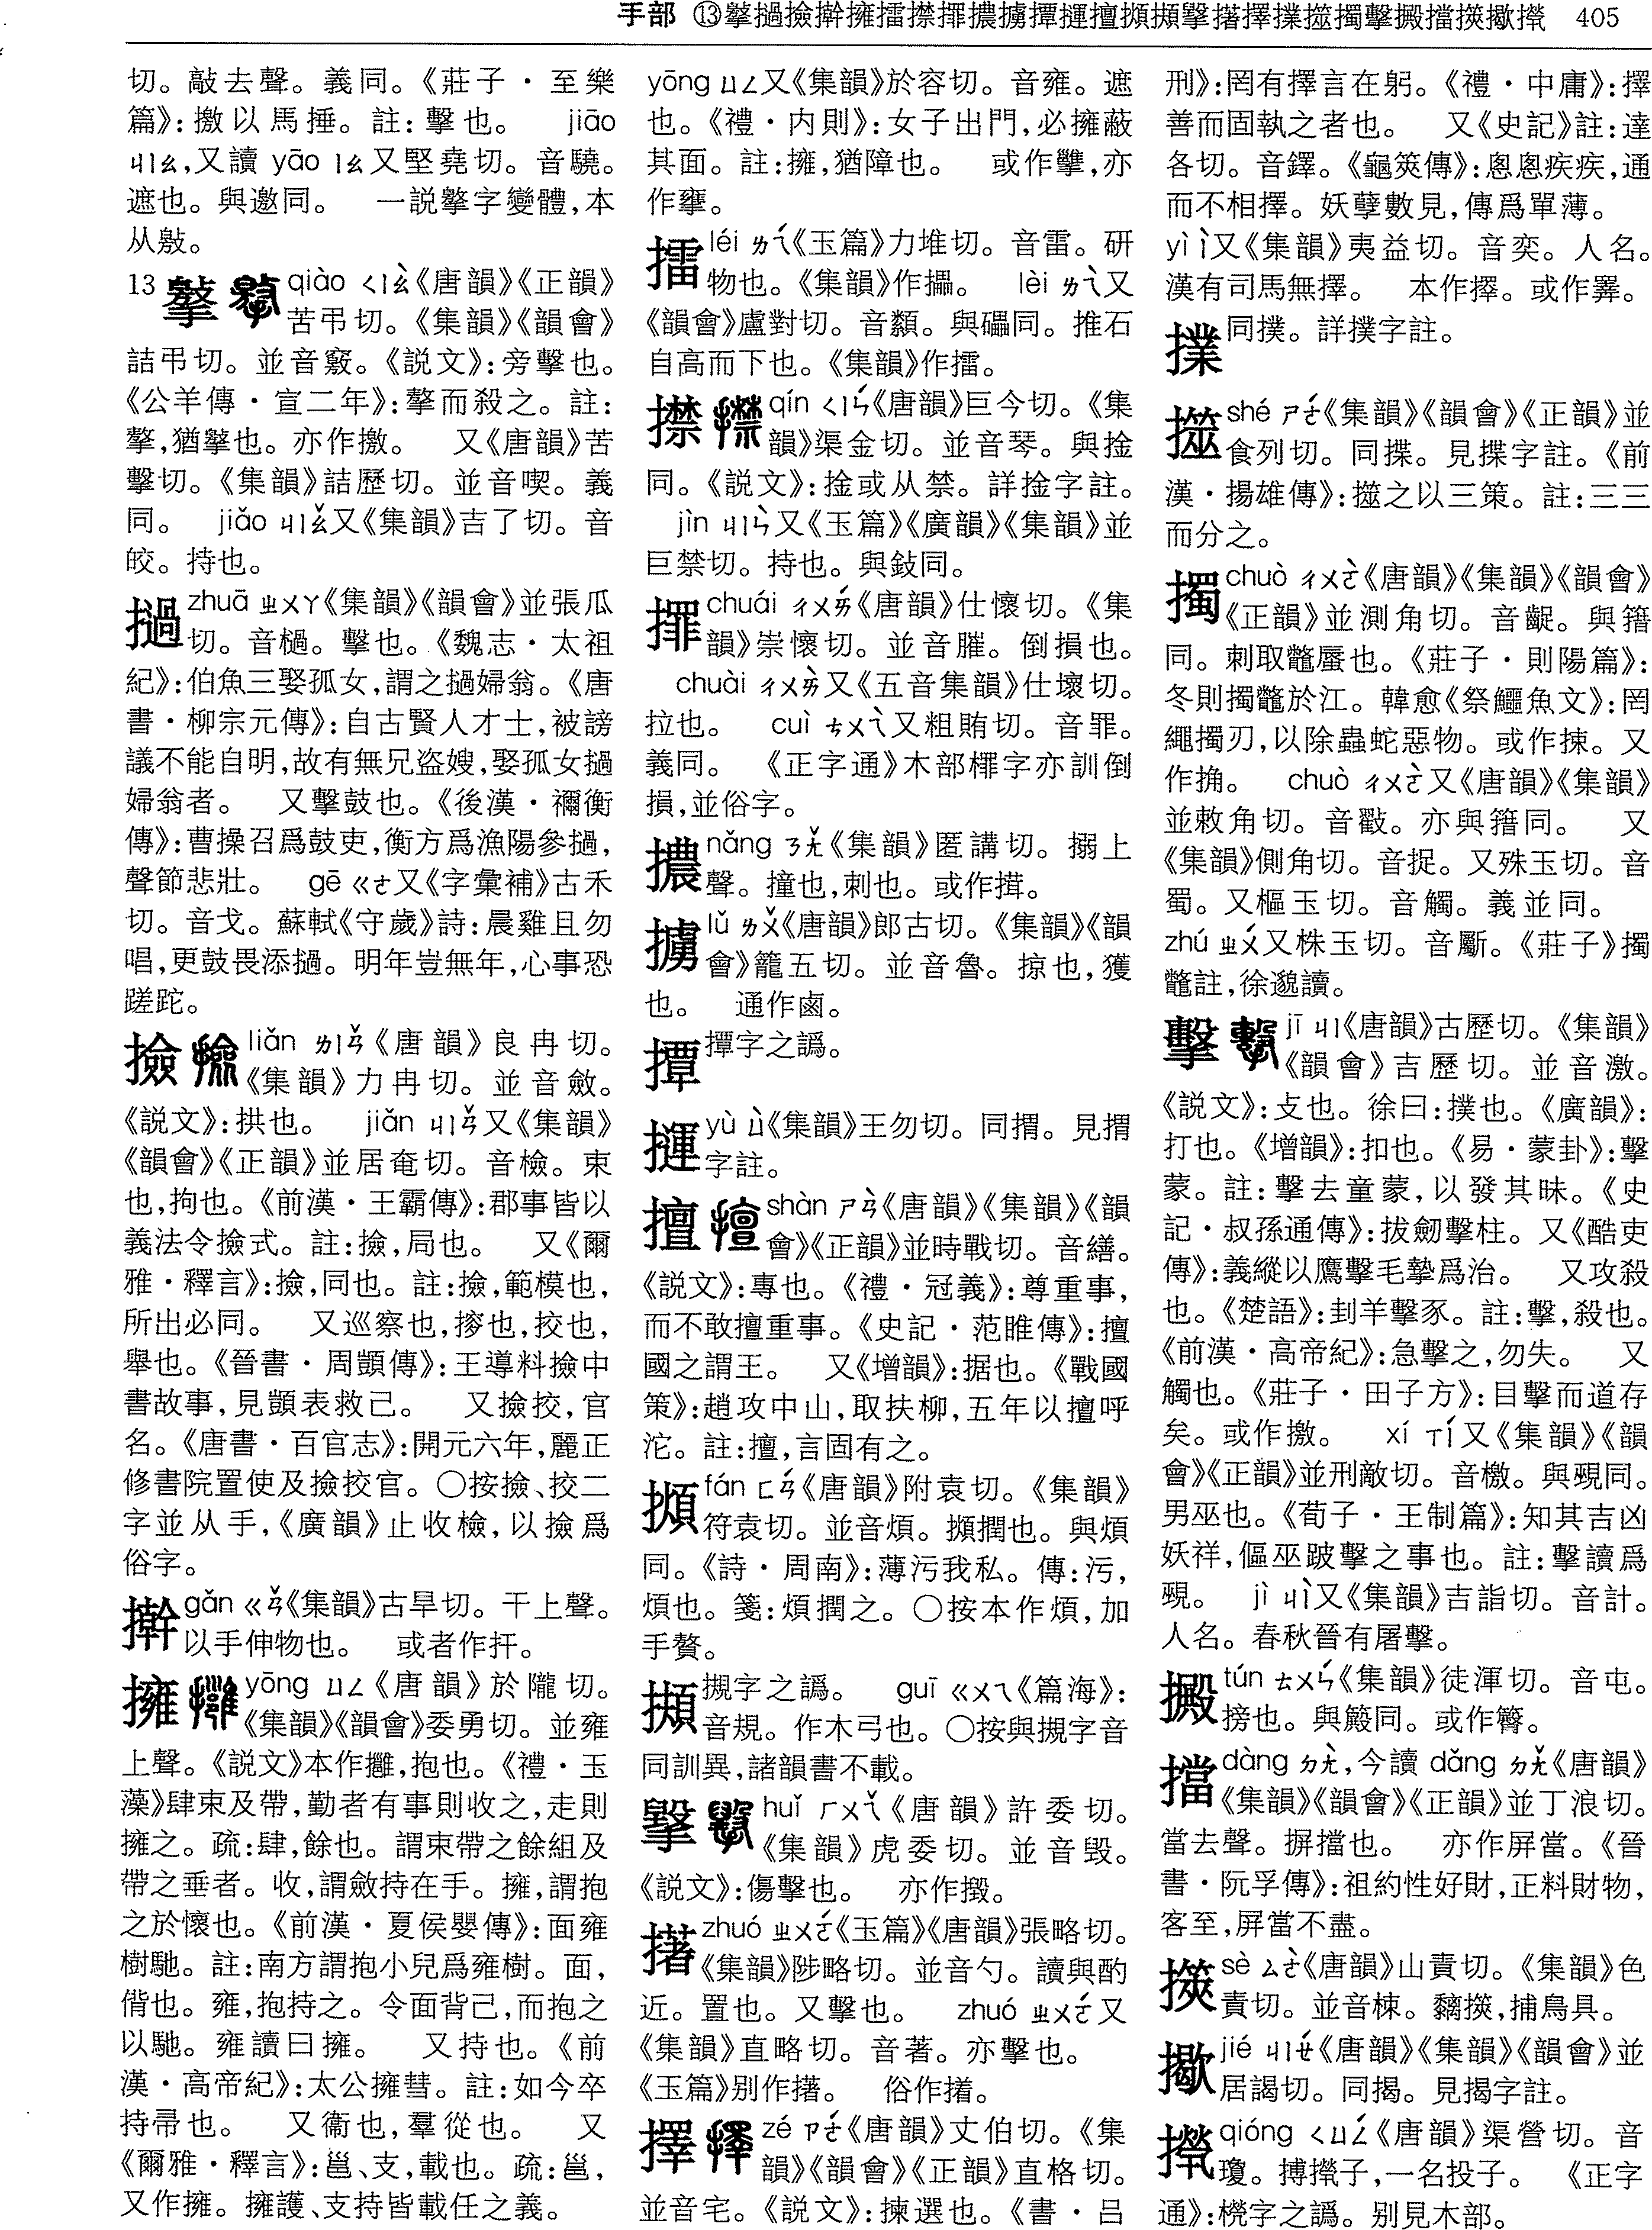 手部 ⑬擊撾撿擀擁擂㩒㩓擃擄撢㩔擅㩕㩖擊擆擇撲㩞擉擊㩠擋㩡擑㩢 405
切。敲去聲。義同。《莊子·至樂
篇》:撽以馬捶。註:擊也。 jiāo
ㄐㄧㄠ,又讀 yāo ㄧㄠ又堅堯切。音驍。
遮也。與邀同。 一説擎字變體,本
从敫。
13 qiào ㄑㄧㄠˋ《唐韻》《正韻》
苦弔切。《集韻》《韻會》
詰弔切。並音竅。《説文》:旁擊也。
《公羊傳·宣二年》:擎而殺之。註:
擎,猶擊也。亦作撽。 又《唐韻》苦
擊切。《集韻》詰歷切。並音喫。義
同。 jiǎo ㄐㄧㄠˇ又《集韻》吉了切。音
皎。持也。
撾 zhuā ㄓㄨㄚ《集韻》《韻會》並張瓜
切。音檛。擊也。《魏志·太祖
紀》:伯魚三娶孤女,謂之撾婦翁。《唐
書·柳宗元傳》:自古賢人才士,被謗
議不能自明,故有無兄盜嫂,娶孤女撾
婦翁者。 又擊鼓也。《後漢·禰衡
傳》:曹操召爲鼓吏,衡方爲漁陽參撾,
聲節悲壯。 gē ㄍㄜ又《字彙補》古禾
切。音戈。蘇軾《守歲》詩:晨雞且勿
唱,更鼓畏添撾。明年豈無年,心事恐
蹉跎。
撿 liǎn ㄌㄧㄢˇ《唐韻》良冉切。
《集韻》力冉切。並音斂。
《説文》:拱也。 jiǎn ㄐㄧㄢˇ又《集韻》
《韻會》《正韻》並居奄切。音檢。束
也,拘也。《前漢·王霸傳》:郡事皆以
義法令撿式。註:撿,局也。 又《爾
雅·釋言》:撿,同也。註:撿,範模也,
所出必同。 又巡察也,摎也,挍也,
舉也。《晉書·周顗傳》:王導料撿中
書故事,見顗表救己。 又撿挍,官
名。《唐書·百官志》:開元六年,麗正
修書院置使及撿挍官。○按撿、挍二
字並从手,《廣韻》止收檢,以撿爲
俗字。
擀 gǎn ㄍㄢˇ《集韻》古旱切。干上聲。
以手伸物也。 或者作扞。
擁 yōng ㄩㄥ《唐韻》於隴切。
《集韻》《韻會》委勇切。並雍
上聲。《説文》本作攤,抱也。《禮·玉
藻》肆束及帶,勤者有事則收之,走則
擁之。疏:肆,餘也。謂束帶之餘組及
帶之垂者。收,謂斂持在手。擁,謂抱
之於懷也。《前漢·夏侯嬰傳》:面雍
樹馳。註:南方謂抱小兒爲雍樹。面,
偝也。雍,抱持之。令面背己,而抱之
以馳。雍讀曰擁。 又持也。《前
漢·高帝紀》:太公擁彗。註:如今卒
持帚也。 又衞也,羣從也。 又
《爾雅·釋言》:邕、支,載也。疏:邕,
又作擁。擁護、支持皆載任之義。
yōng ㄩㄥ又《集韻》於容切。音雍。遮
也。《禮·內則》:女子出門,必擁蔽
其面。註:擁,猶障也。 或作㩫,亦
作㩪。
擂 léi ㄌㄟˊ《玉篇》力堆切。音雷。研
物也。《集韻》作攂。 lèi ㄌㄟˋ又
《韻會》盧對切。音纇。與礧同。推石
自高而下也。《集韻》作擂。
㩒 qín ㄑㄧㄣˊ《唐韻》巨今切。《集
韻》渠金切。並音琴。與捦
同。《説文》:捦或从禁。詳捦字註。
jìn ㄐㄧㄣˋ又《玉篇》《廣韻》《集韻》並
巨禁切。持也。與㪁同。
chuái ㄔㄨㄞˊ《唐韻》仕懷切。《集
韻》崇懷切。並音膗。倒損也。
chuài ㄔㄨㄞˋ又《五音集韻》仕壞切。
拉也。 cuì ㄘㄨㄟˋ又粗賄切。音罪。
義同。 《正字通》木部檌字亦訓倒
損,並俗字。
擃 nǎng ㄋㄤˇ《集韻》匿講切。搦上
聲。撞也,刺也。或作搑。
擄 lǔ ㄌㄨˇ《唐韻》郎古切。《集韻》《韻
會》籠五切。並音魯。掠也,獲
也。 通作鹵。
撢字之譌。
yù ㄩˋ《集韻》王勿切。同㨒。見㨒
字註。
擅 shàn ㄕㄢˋ《唐韻》《集韻》《韻
會》《正韻》並時戰切。音繕。
《説文》:專也。《禮·冠義》:尊重事,
而不敢擅重事。《史記·范雎傳》:擅
國之謂王。 又《增韻》:据也。《戰國
策》:趙攻中山,取扶柳,五年以擅呼
沱。註:擅,言固有之。
fán ㄈㄢˊ《唐韻》附袁切。《集韻》
符袁切。並音煩。㩕撋也。與煩
同。《詩·周南》:薄污我私。傳:污,
煩也。箋:煩撋之。○按本作煩,加
手贅。
摫字之譌。 guī ㄍㄨㄟ《篇海》:
音規。作木弓也。○按與摫字音
同訓異,諸韻書不載。
㩓 huǐ ㄏㄨㄟˇ《唐韻》許委切。
《集韻》虎委切。並音毁。
《説文》:傷擊也。 亦作㩓。
擆 zhuó ㄓㄨㄛˊ《玉篇》《唐韻》張略切。
《集韻》陟略切。並音勺。讀與酌
近。置也。又擊也。 zhuó ㄓㄨㄛˊ又
《集韻》直略切。音著。亦擊也。
《玉篇》別作撯。 俗作㨋。
擇 zé ㄗㄜˊ《唐韻》丈伯切。《集
韻》《韻會》《正韻》直格切。
並音宅。《説文》:揀選也。《書·呂
刑》:罔有擇言在躬。《禮·中庸》:擇
善而固執之者也。 又《史記》註:達
各切。音鐸。《龜筴傳》:悤悤疾疾,通
而不相擇。妖孽數見,傳爲單薄。
yì ㄧˋ又《集韻》夷益切。音奕。人名。
漢有司馬無擇。 本作擇。或作𢍰。
同撲。詳撲字註。
shé ㄕㄜˊ《集韻》《韻會》《正韻》並
食列切。同揲。見揲字註。《前
漢·揚雄傳》:㩞之以三策。註:三三
而分之。
擉 chuò ㄔㄨㄛˋ《唐韻》《集韻》《韻會》
《正韻》並測角切。音齪。與籍
同。刺取鼈蜃也。《莊子·則陽篇》:
冬則擉鼈於江。韓愈《祭鱷魚文》:罔
繩擉刃,以除蟲蛇惡物。或作捒。又
作捔。 chuò ㄔㄨㄛˋ又《唐韻》《集韻》
並敕角切。音戳。亦與籍同。 又
《集韻》側角切。音捉。又殊玉切。音
蜀。又樞玉切。音觸。義並同。
zhú ㄓㄨˊ又株玉切。音斸。《莊子》擉
鼈註,徐邈讀。
擊 jī ㄐㄧ《唐韻》古歷切。《集韻》
《韻會》吉歷切。並音激。
《説文》:攴也。徐曰:撲也。《廣韻》:
打也。《增韻》:扣也。《易·蒙卦》:擊
蒙。註:擊去童蒙,以發其昧。《史
記·叔孫通傳》:拔劒擊柱。又《酷吏
傳》:義縱以鷹擊毛摯爲治。 又攻殺
也。《楚語》:刲羊擊豕。註:擊,殺也。
《前漢·高帝紀》:急擊之,勿失。 又
觸也。《莊子·田子方》:目擊而道存
矣。或作撽。 xí ㄒㄧˊ又《集韻》《韻
會》《正韻》並刑敵切。音檄。與覡同。
男巫也。《荀子·王制篇》:知其吉凶
妖祥,傴巫跛擊之事也。註:擊讀爲
覡。 jì ㄐㄧˋ又《集韻》吉詣切。音計。
人名。春秋晉有屠擊。
tún ㄊㄨㄣˊ《集韻》徒渾切。音屯。
搒也。與簸同。或作簪。
擋 dàng ㄉㄤˋ,今讀 dǎng ㄉㄤˇ《唐韻》
《集韻》《韻會》《正韻》並丁浪切。
當去聲。摒擋也。 亦作屏當。《晉
書·阮孚傳》:祖約性好財,正料財物,
客至,屏當不盡。
sè ㄙㄜˋ《唐韻》山責切。《集韻》色
責切。並音棟。黐㩡,捕鳥具。
jié ㄐㄧㄝˊ《唐韻》《集韻》《韻會》並
居謁切。同揭。見揭字註。
qióng ㄑㄩㄥˊ《唐韻》渠營切。音
瓊。摶㩢子,一名投子。 《正字
通》:㯳字之譌。别見木部。